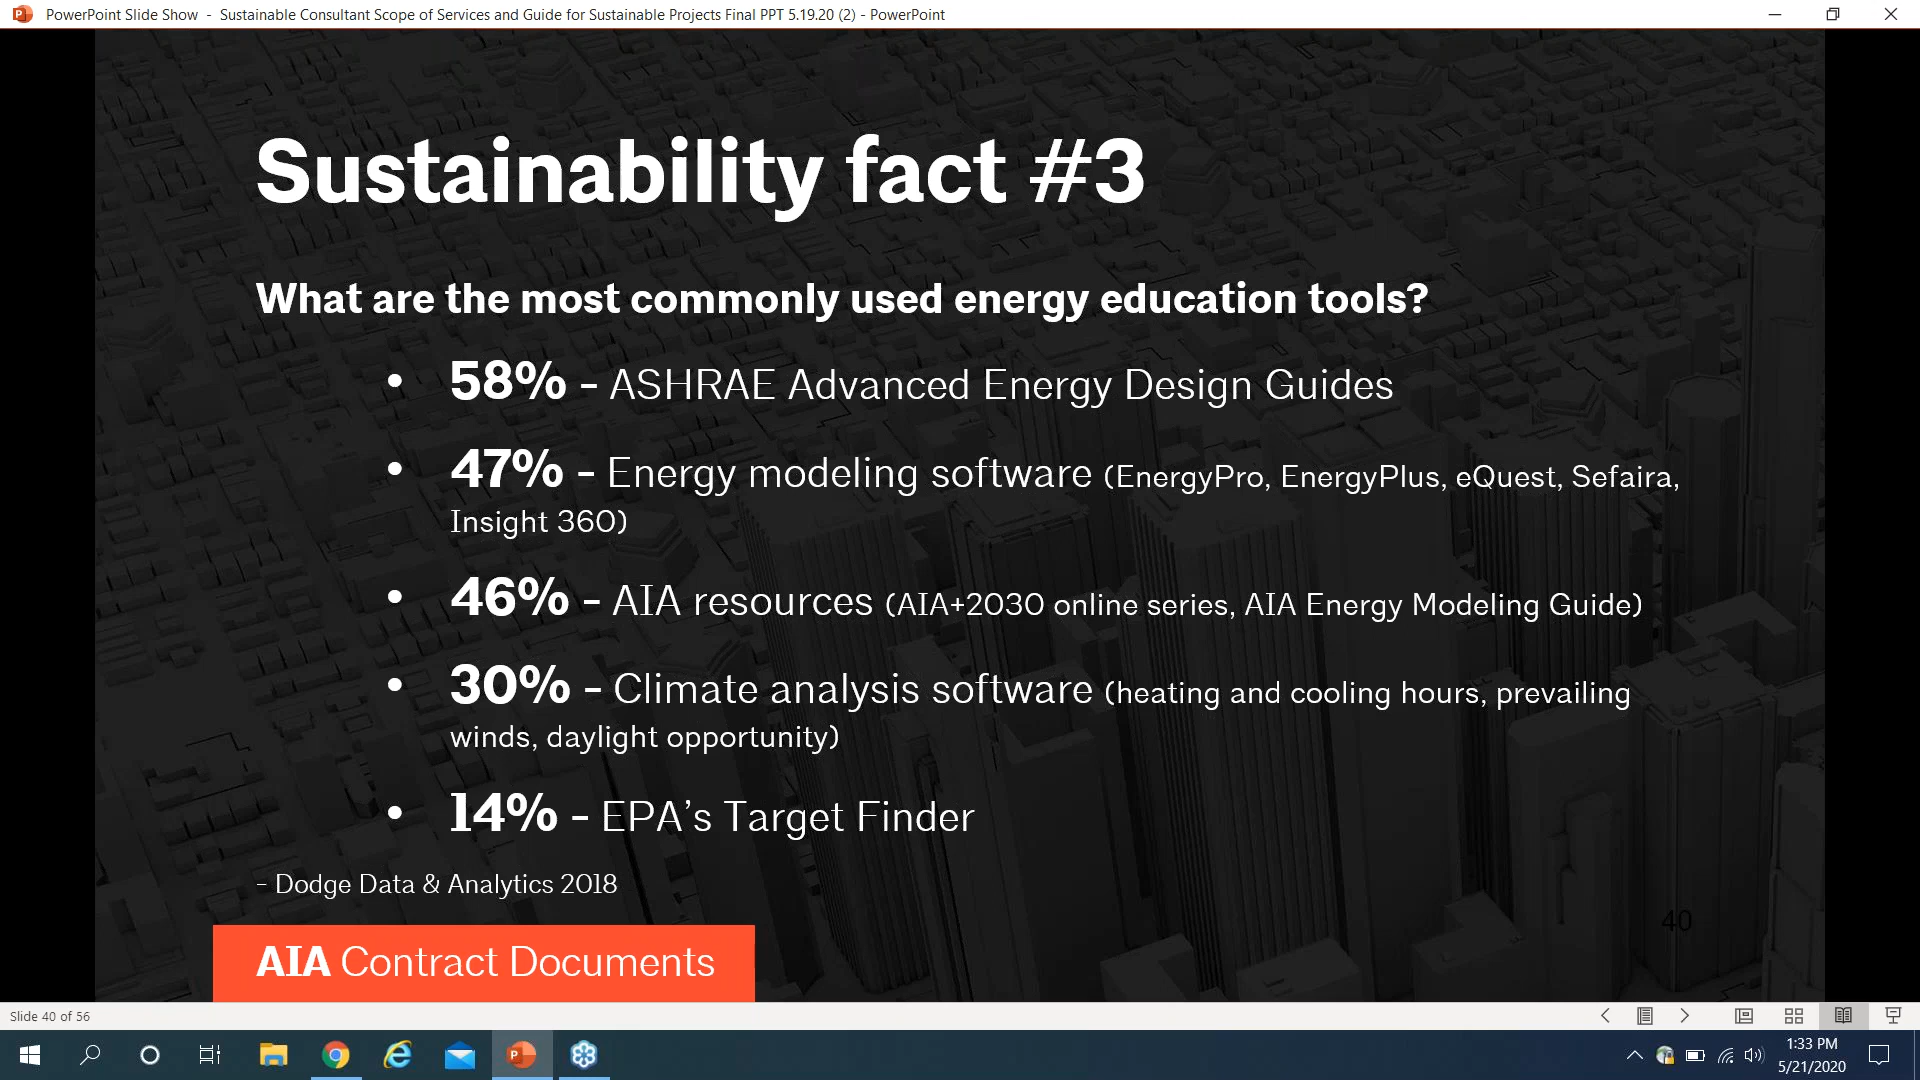 PowerPoint Slide Show - Sustainable Consultant Scope of Services and Guide for Sustainable Projects Final PPT 5.19.20 (2) - PowerPoint
Sustainability fact #3
What are the most commonly used energy education tools?
• 58% - ASHRAE Advanced Energy Design Guides
• 47% - Energy modeling software (EnergyPro, EnergyPlus, eQuest, Sefaira,
Insight 360)
• 46% - AIA resources (AIA+2030 online series, AIA Energy Modeling Guide)
• 30% - Climate analysis software (heating and cooling hours, prevailing
winds, daylight opportunity)
• 14% - EPA’s Target Finder
- Dodge Data & Analytics 2018
40
AIA Contract Documents
Slide 40 of 56
1:33 PM
5/21/2020